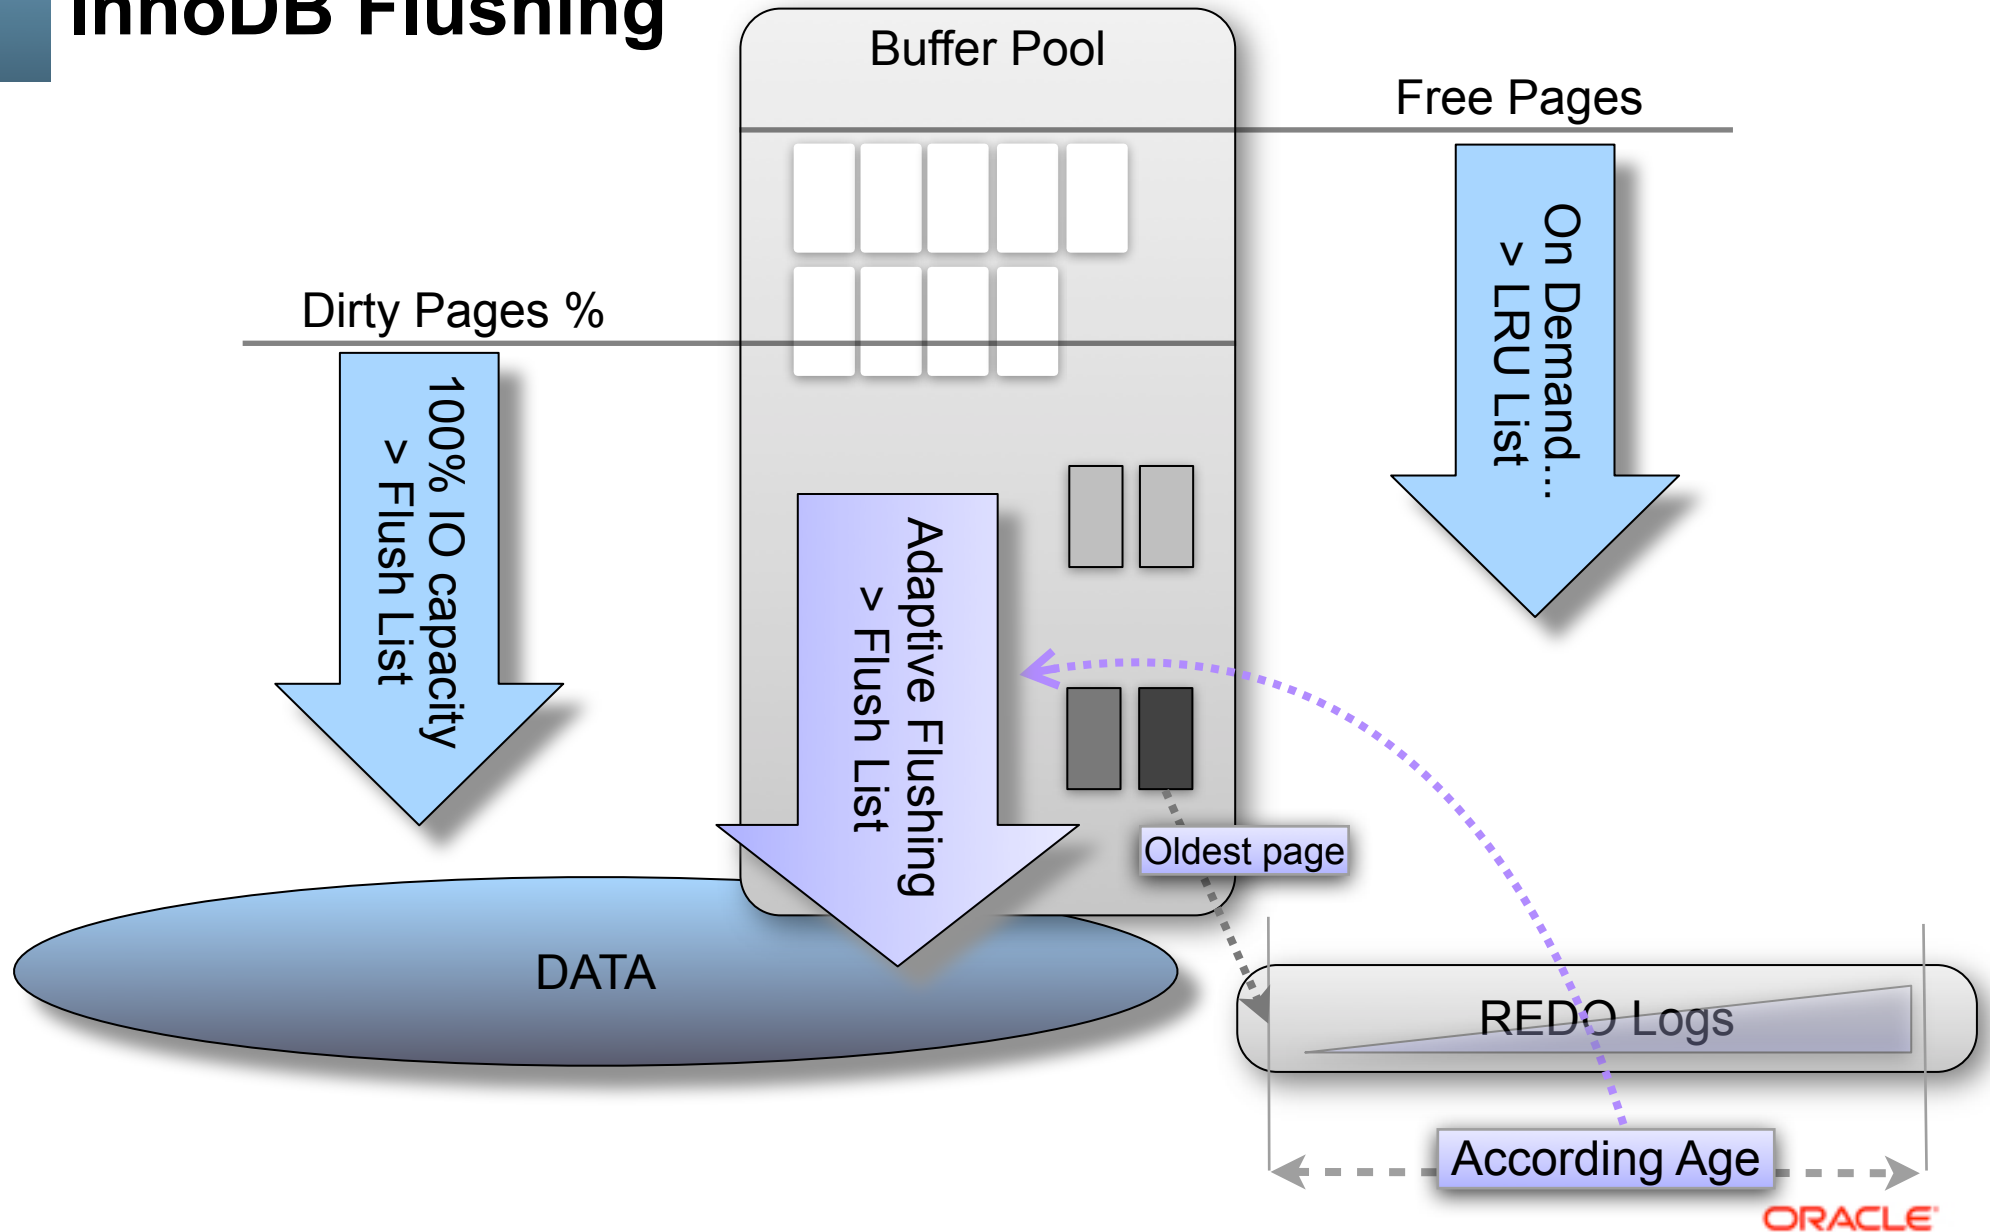 InnoDB Flushing
Buffer Pool
Free Pages
Dirty Pages %
On Demand...
> LRU List
100% IO capacity
> Flush List
Adaptive Flushing
> Flush List
Oldest page
DATA
REDO Logs
According Age
ORACLE